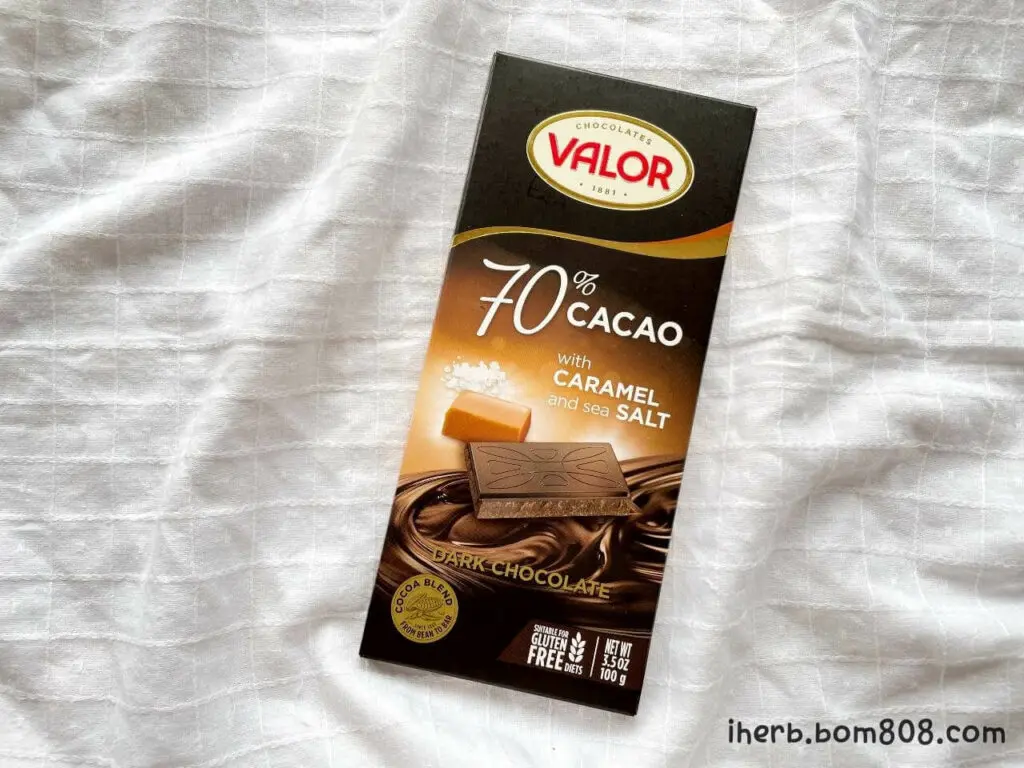 CHOCOLATES
VALOR
• 1881 •
70% CACAO
with
CARAMEL
and sea SALT
DARK CHOCOLATE
COCOA BLEND
FROM BEAN TO BAR
SUITABLE FOR
GLUTEN
FREE DIETS
NET WT
3.5 OZ
100 g
iherb.bom808.com